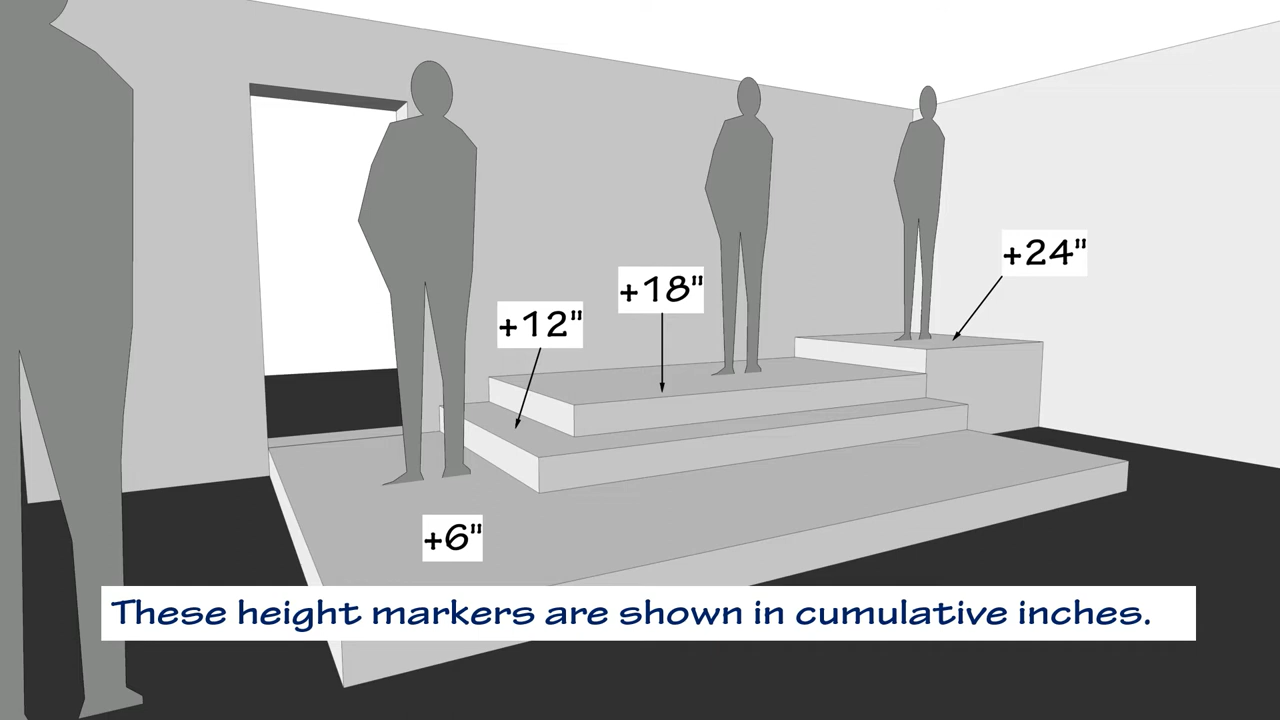 +24"
+18"
+12"
+6"
These height markers are shown in cumulative inches.